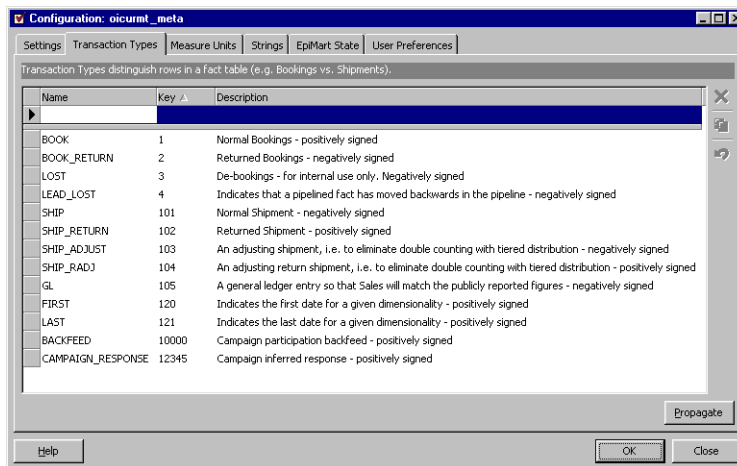 Configuration: oicurmt_meta
Settings Transaction Types Measure Units Strings EpiMart State User Preferences
Transaction Types distinguish rows in a fact table (e.g. Bookings vs. Shipments).
Name Key Description
BOOK 1 Normal Bookings - positively signed
BOOK_RETURN 2 Returned Bookings - negatively signed
LOST 3 De-bookings - for internal use only. Negatively signed
LEAD_LOST 4 Indicates that a pipelined fact has moved backwards in the pipeline - negatively signed
SHIP 101 Normal Shipment - negatively signed
SHIP_RETURN 102 Returned Shipment - positively signed
SHIP_ADJUST 103 An adjusting shipment, i.e. to eliminate double counting with tiered distribution - negatively signed
SHIP_RADJ 104 An adjusting return shipment, i.e. to eliminate double counting with tiered distribution - positively signed
GL 105 A general ledger entry so that Sales will match the publicly reported figures - negatively signed
FIRST 120 Indicates the first date for a given dimensionality - positively signed
LAST 121 Indicates the last date for a given dimensionality - positively signed
BACKFEED 10000 Campaign participation backfeed - positively signed
CAMPAIGN_RESPONSE 12345 Campaign inferred response - positively signed
Propagate
Help OK Close